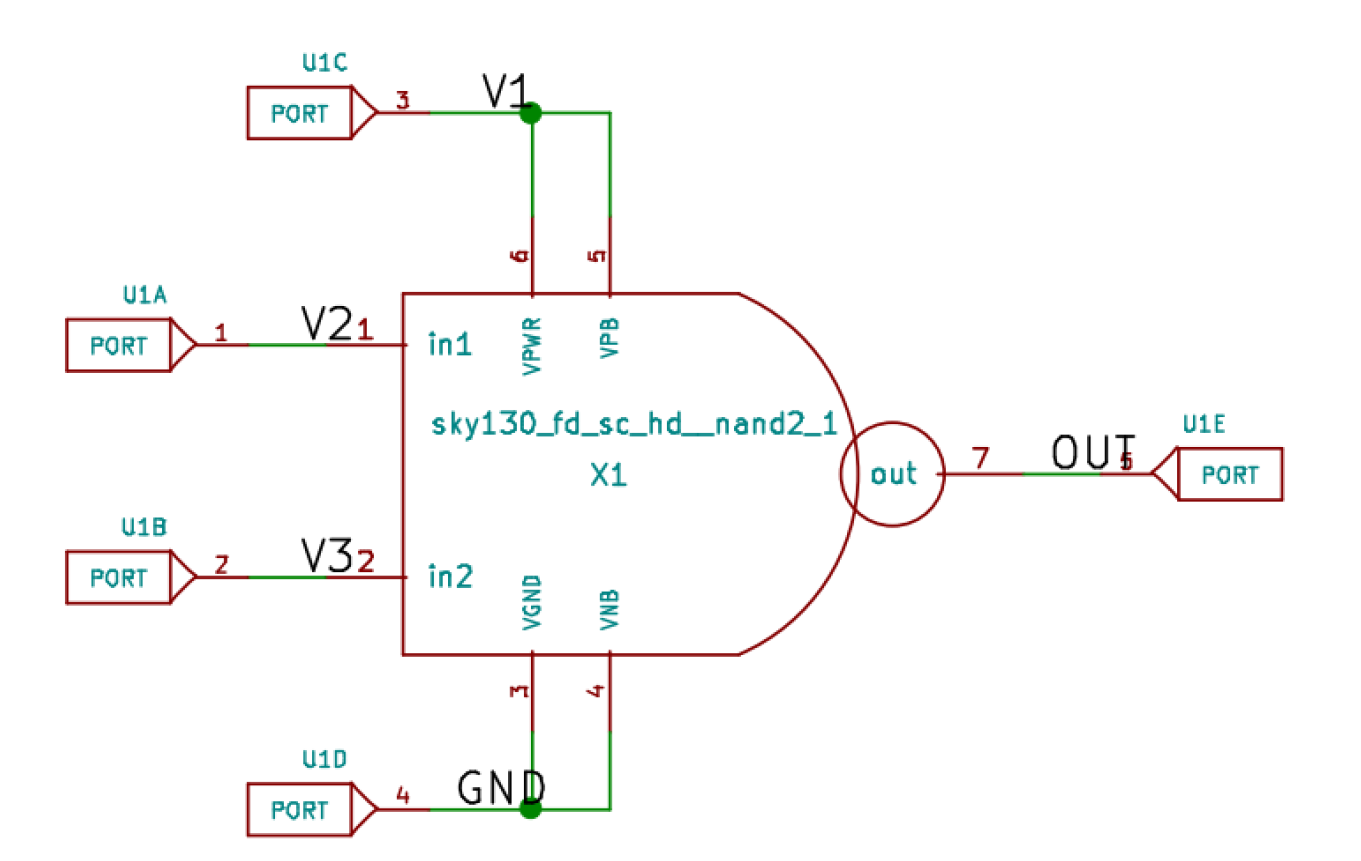 U1C
PORT
3
V1
6
5
U1A
PORT
1
V2
1
in1
VPWR
VPB
sky130_fd_sc_hd__nand2_1
X1
out
7
OUT
5
U1E
PORT
U1B
PORT
2
V3
2
in2
VGND
VNB
3
4
U1D
PORT
4
GND